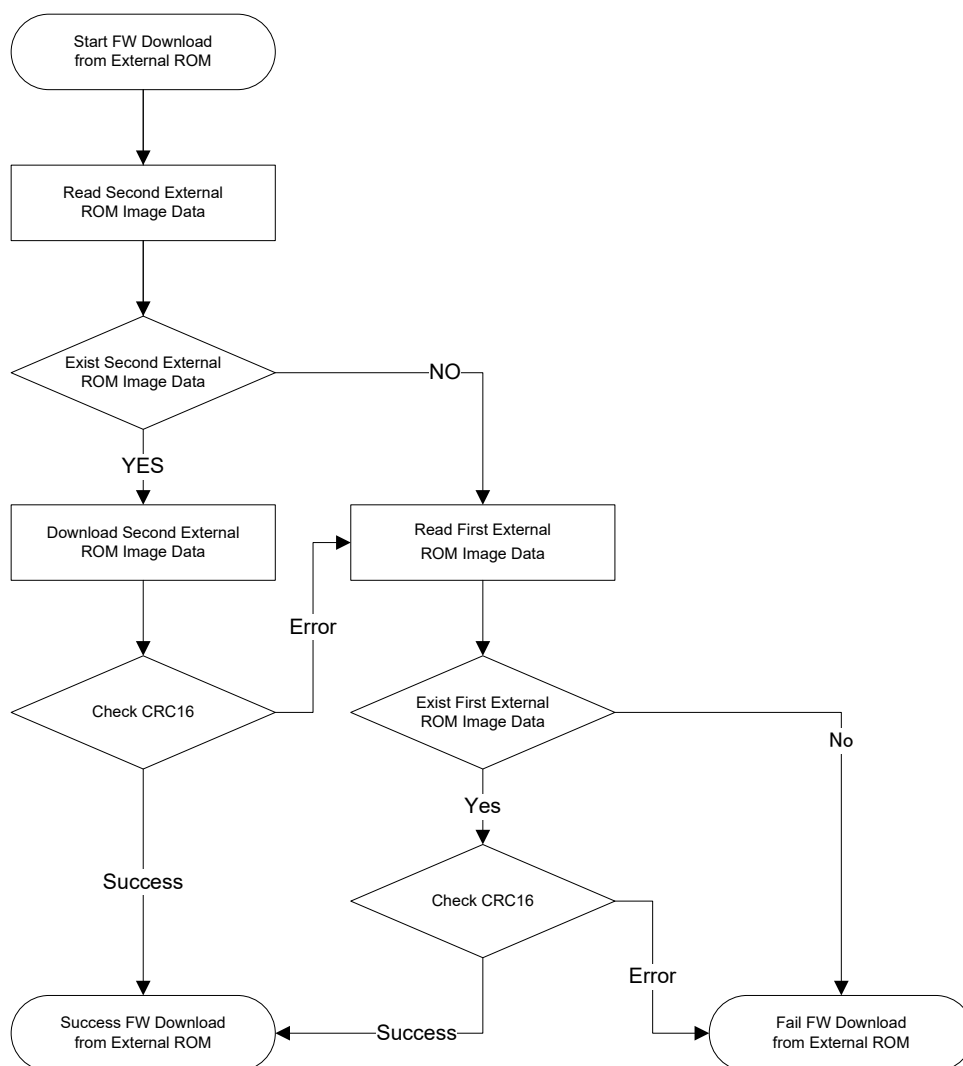 Start FW Download
from External ROM
Read Second External
ROM Image Data
Exist Second External
ROM Image Data
NO
YES
Download Second External
ROM Image Data
Read First External
ROM Image Data
Error
Check CRC16
Exist First External
ROM Image Data
No
Yes
Success
Check CRC16
Error
Success FW Download
from External ROM
Success
Fail FW Download
from External ROM